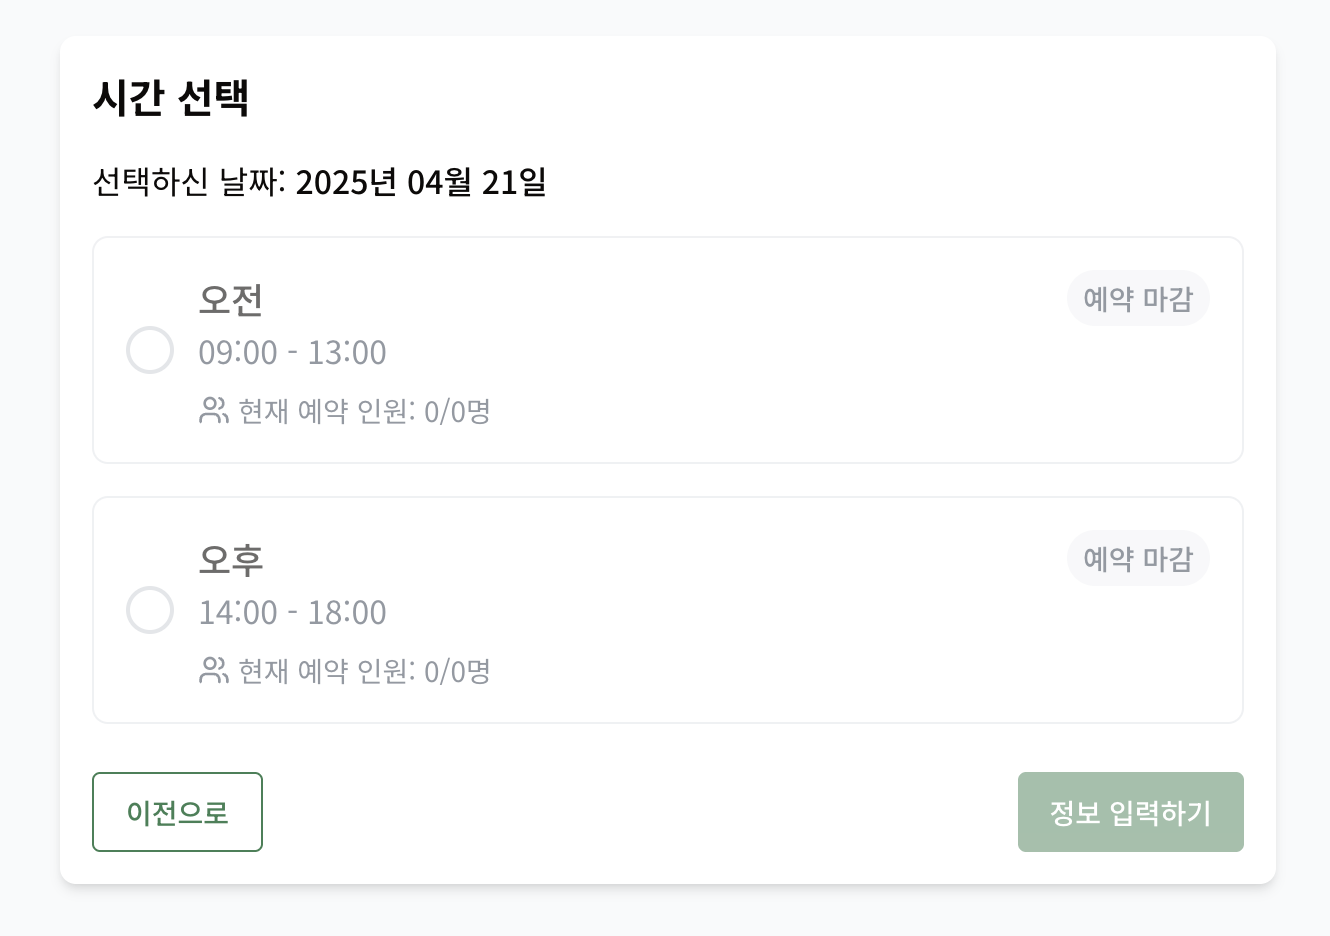 시간 선택
선택하신 날짜: 2025년 04월 21일
오전
예약 마감
09:00 - 13:00
현재 예약 인원: 0/0명
오후
예약 마감
14:00 - 18:00
현재 예약 인원: 0/0명
이전으로
정보 입력하기